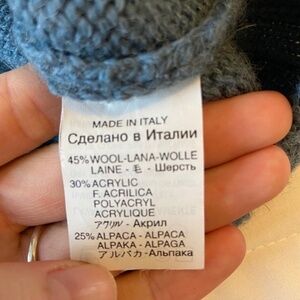 MADE IN ITALY
Сделано в Италии
45% WOOL-LANA-WOLLE
LAINE - 毛 - Шерсть
30% ACRYLIC
F. ACRILICA
POLYACRYL
ACRYLIQUE
アクリル - Акрил
25% ALPACA - ALPACA
ALPAKA - ALPAGA
アルパカ-Альпака